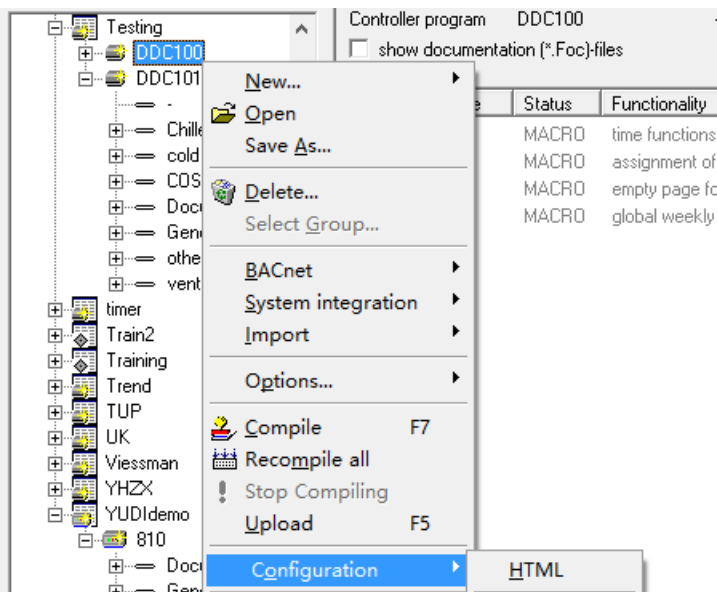 Testing
DDC100
DDC101
-
Chille
cold
COS
Docu
Gene
othe
vent
timer
Train2
Training
Trend
TUP
UK
Viessman
YHZX
YUDIdemo
810
Docu
Gene
New...
Open
Save As...
Delete...
Select Group...
BACnet
System integration
Import
Options...
Compile F7
Recompile all
Stop Compiling
Upload F5
Configuration
HTML
Controller program DDC100
show documentation (*.Foc)-files
Status Functionality
MACRO time functions
MACRO assignment of
MACRO empty page fo
MACRO global weekly